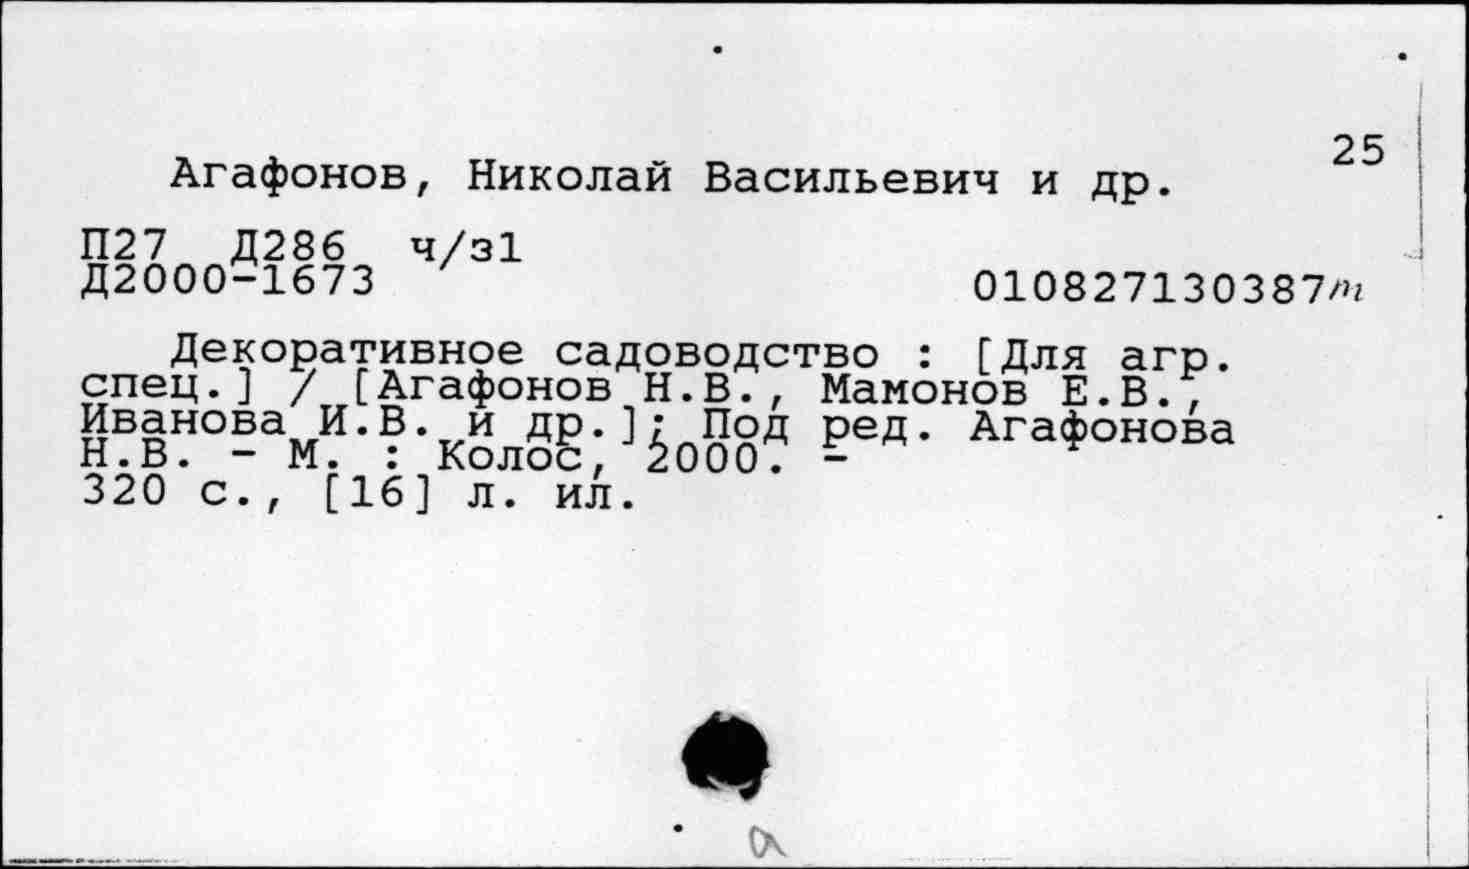 25
Агафонов, Николай Васильевич и др.
П27 Д286 ч/з1
Д2000-1673
010827130387m
Декоративное садоводство : [Для агр.
спец.] / [Агафонов Н.В., Мамонов Е.В.,
Иванова И.В. и др.]; Под ред. Агафонова
Н.В. - М. : Колос, 2000. -
320 с., [16] л. ил.